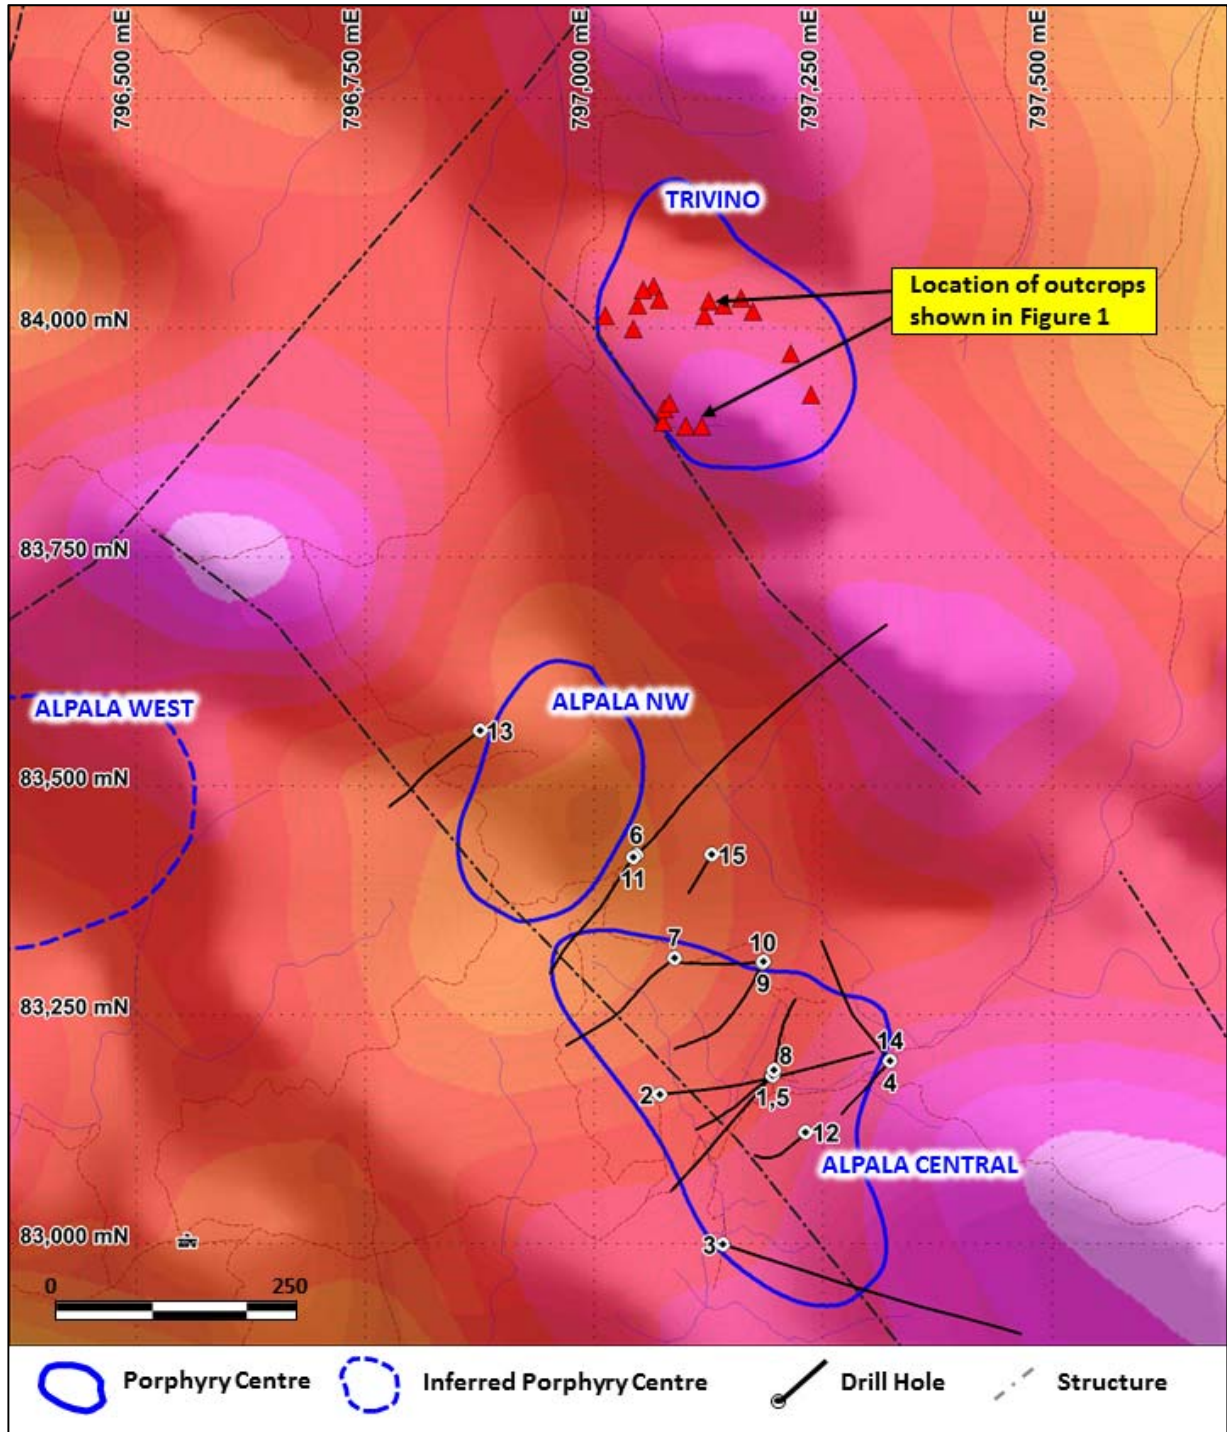 796,500 mE
796,750 mE
797,000 mE
797,250 mE
797,500 mE
TRIVINO
Location of outcrops
shown in Figure 1
84,000 mN
83,750 mN
ALPALA WEST
ALPALA NW
13
83,500 mN
6
15
11
7
10
9
83,250 mN
14
8
2
1,5
4
12
ALPALA CENTRAL
83,000 mN
3
0 250
Porphyry Centre
Inferred Porphyry Centre
Drill Hole
Structure